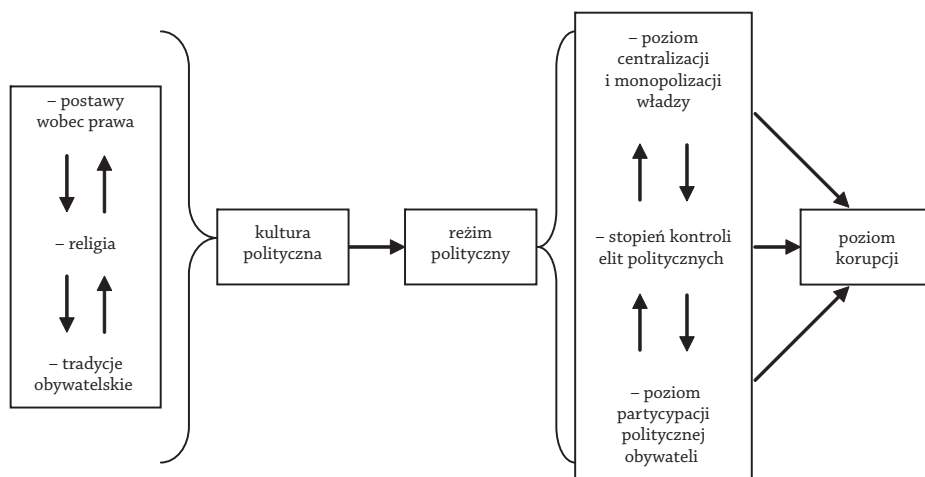 – postawy
wobec prawa
– religia
– tradycje
obywatelskie
kultura
polityczna
reżim
polityczny
– poziom
centralizacji
i monopolizacji
władzy
– stopień kontroli
elit politycznych
– poziom
partycypacji
politycznej
obywateli
poziom
korupcji